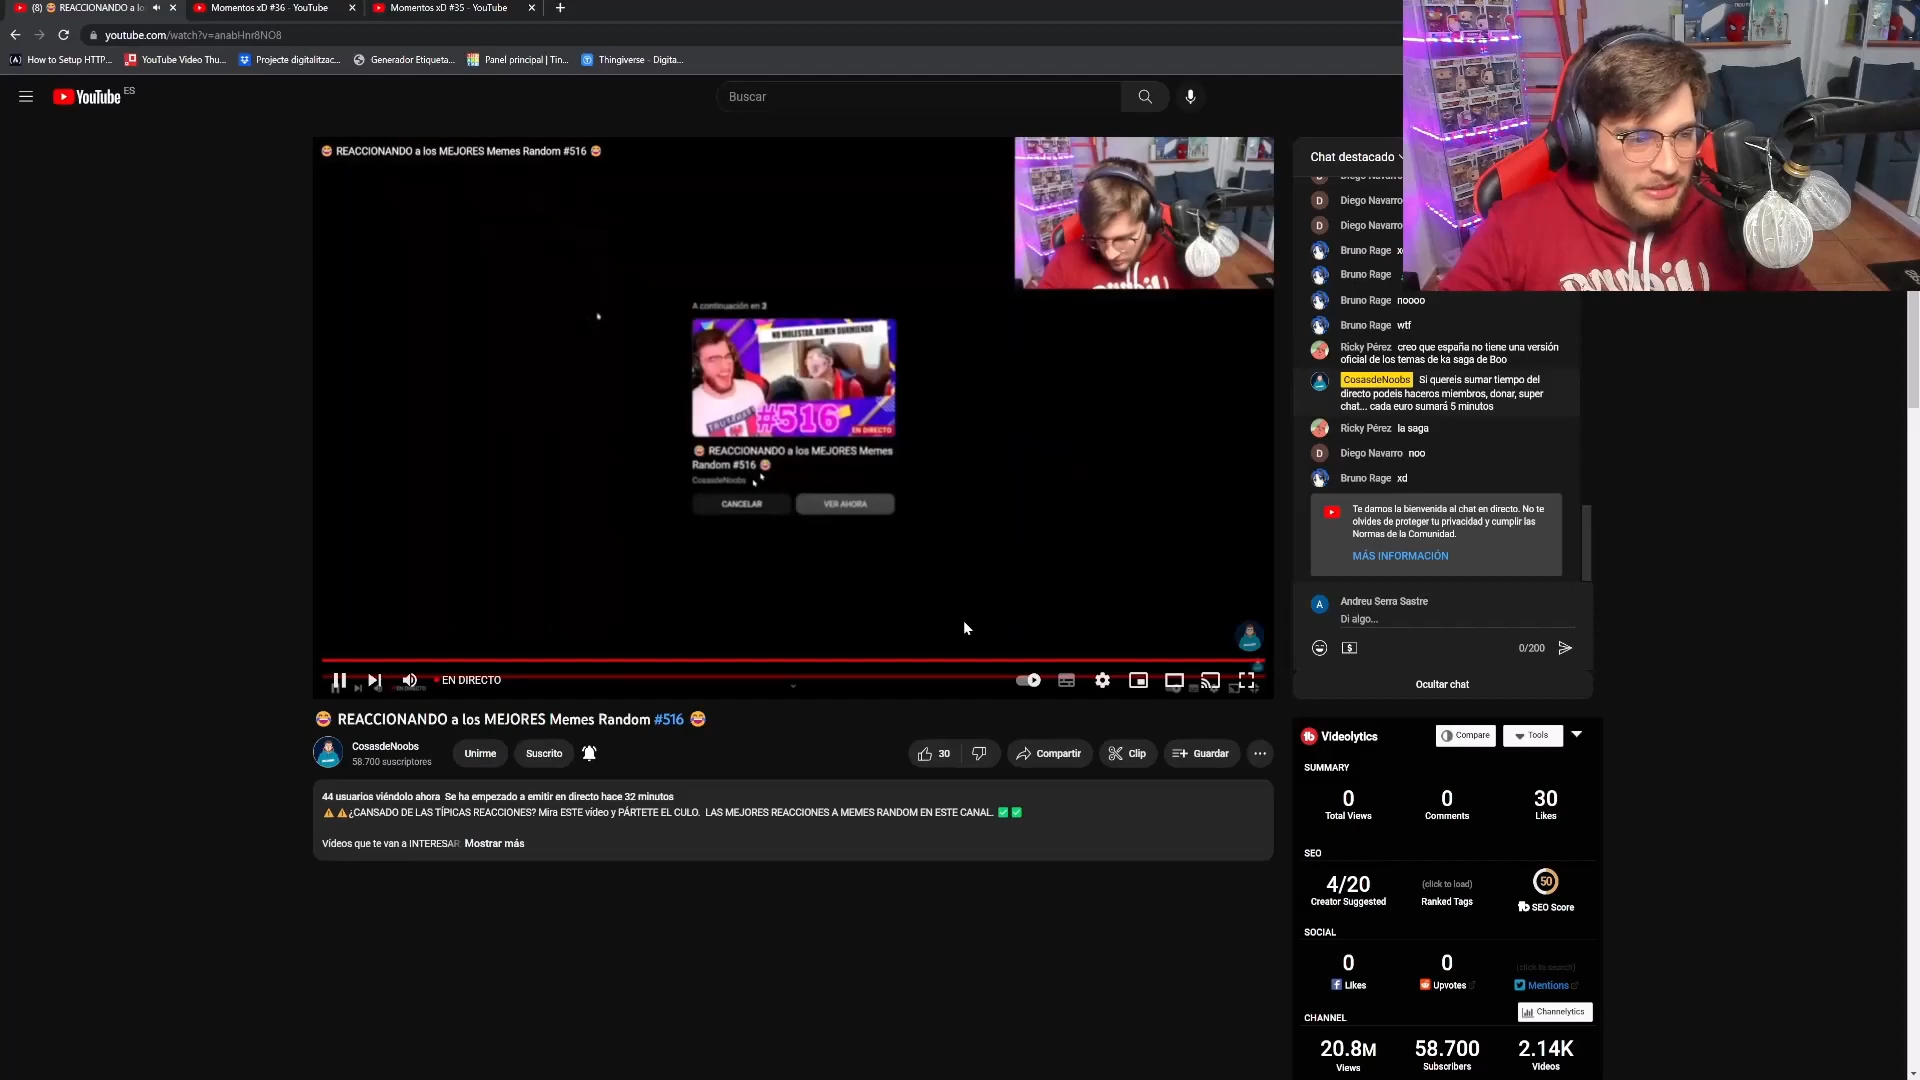 (8) 😂 REACCIONANDO a lo
Momentos xD #36 - YouTube
Momentos xD #35 - YouTube
youtube.com/watch?v=anabHnr8NO8
How to Setup HTTP...
YouTube Video Thu...
Projecte digitalitzac...
Generador Etiqueta...
Panel principal | Tin...
Thingiverse - Digita...
YouTube ES
Buscar
😂 REACCIONANDO a los MEJORES Memes Random #516 😂
A continuación en 3
NO MOLESTAR, ADMIN DURMIENDO
#516
EN DIRECTO
😂 REACCIONANDO a los MEJORES Memes
Random #516 😂
CosasdeNoobs
CANCELAR
VER AHORA
EN DIRECTO
😂 REACCIONANDO a los MEJORES Memes Random #516 😂
CosasdeNoobs
58.700 suscriptores
Unirme
Suscrito
30
Compartir
Clip
Guardar
44 usuarios viéndolo ahora Se ha empezado a emitir en directo hace 32 minutos
⚠️⚠️¿CANSADO DE LAS TÍPICAS REACCIONES? Mira ESTE vídeo y PÁRTETE EL CULO. LAS MEJORES REACCIONES A MEMES RANDOM EN ESTE CANAL. ✅ ✅
Vídeos que te van a INTERESAR Mostrar más
Chat destacado
Diego Navarro
D Diego Navarro
D Diego Navarro
Bruno Rage
Bruno Rage
Bruno Rage noooo
Bruno Rage wtf
Ricky Pérez creo que españa no tiene una versión
oficial de los temas de ka saga de Boo
CosasdeNoobs Si quereis sumar tiempo del
directo podeis haceros miembros, donar, super
chat... cada euro sumará 5 minutos
Ricky Pérez la saga
D Diego Navarro noo
Bruno Rage xd
Te damos la bienvenida al chat en directo. No te
olvides de proteger tu privacidad y cumplir las
Normas de la Comunidad.
MÁS INFORMACIÓN
A Andreu Serra Sastre
Di algo...
0/200
Ocultar chat
Videolytics
Compare
Tools
SUMMARY
0
Total Views
0
Comments
30
Likes
SEO
4/20
Creator Suggested
(click to load)
Ranked Tags
50
SEO Score
SOCIAL
0
Likes
0
Upvotes
(click to search)
Mentions
CHANNEL
Channelytics
20.8M
Views
58.700
Subscribers
2.14K
Videos